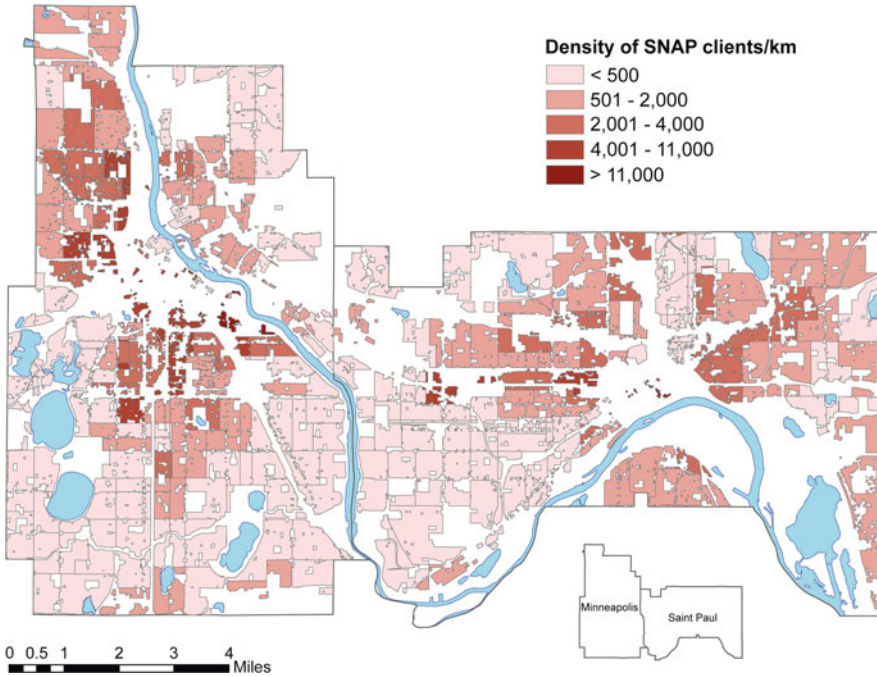 Density of SNAP clients/km
< 500
501 - 2,000
2,001 - 4,000
4,001 - 11,000
> 11,000
Minneapolis
Saint Paul
0 0.5 1 2 3 4
Miles